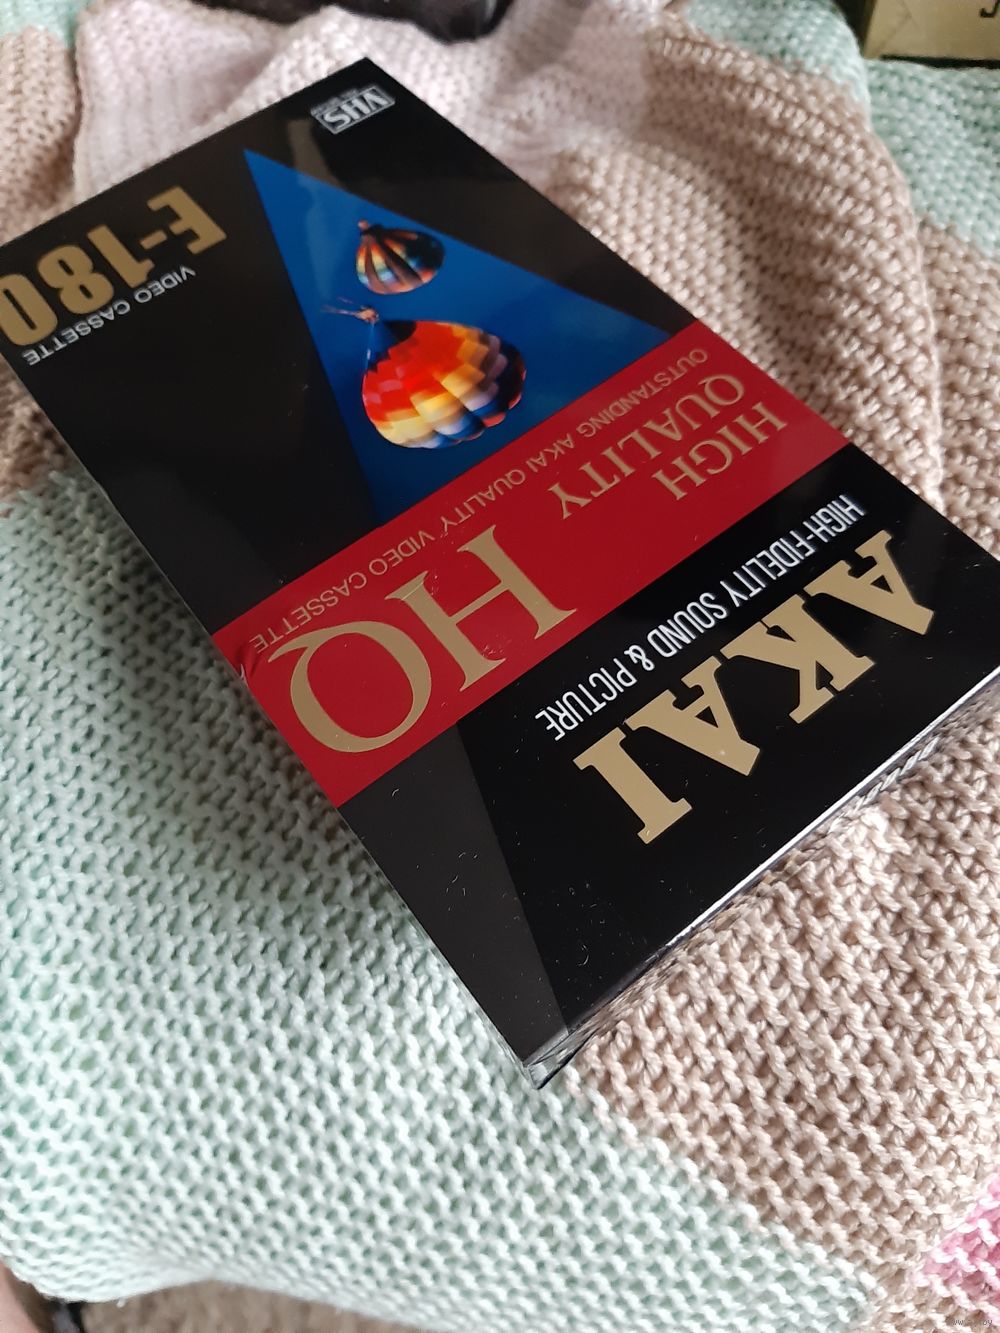 AKAI
HIGH-FIDELITY SOUND & PICTURE
HIGH
QUALITY
HQ
OUTSTANDING AKAI QUALITY VIDEO CASSETTE
VIDEO CASSETTE
E-180
VHS